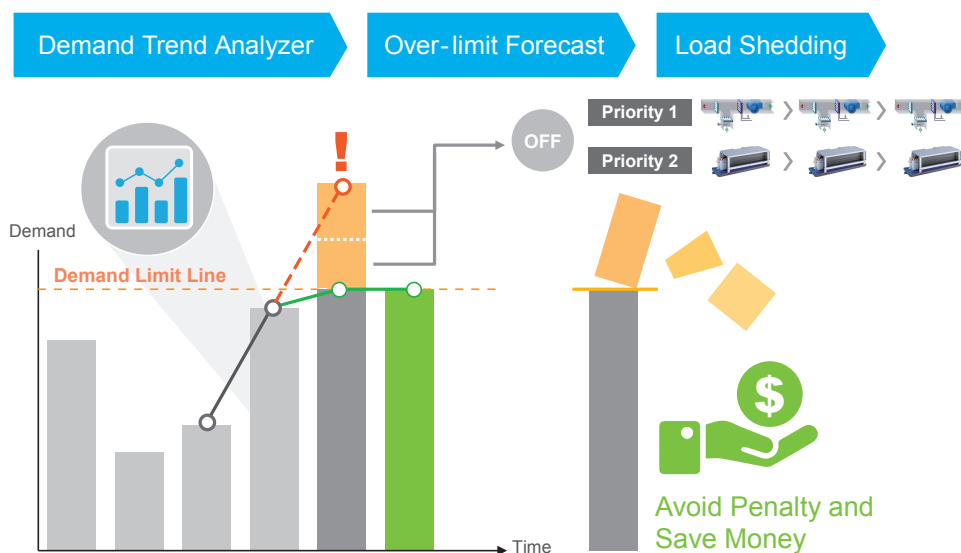 Demand Trend Analyzer
Over-limit Forecast
Load Shedding
Priority 1
OFF
Priority 2
!
Demand
Demand Limit Line
$
Avoid Penalty and
Save Money
Time